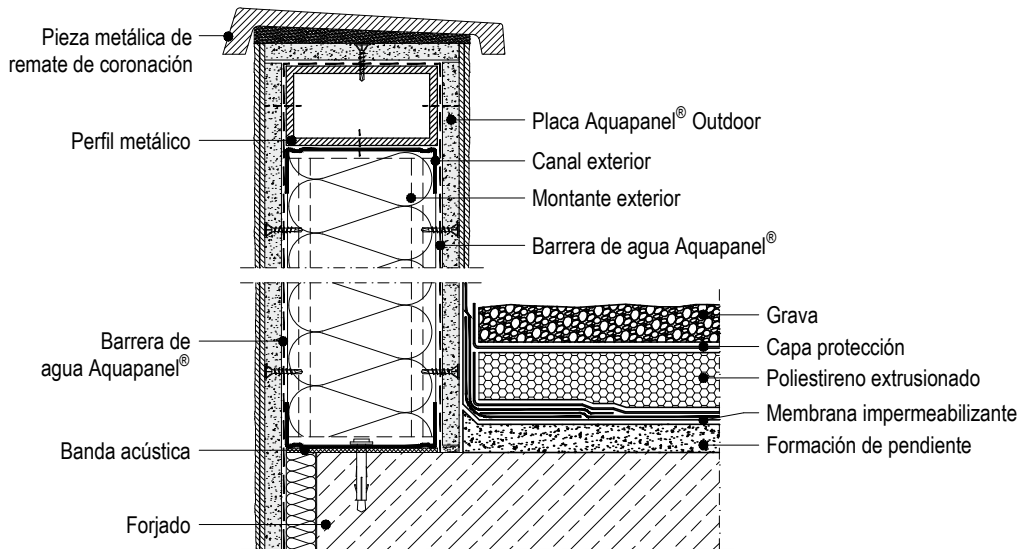 Pieza metálica de
remate de coronación
Perfil metálico
Barrera de
agua Aquapanel®
Banda acústica
Forjado
Placa Aquapanel® Outdoor
Canal exterior
Montante exterior
Barrera de agua Aquapanel®
Grava
Capa protección
Poliestireno extrusionado
Membrana impermeabilizante
Formación de pendiente